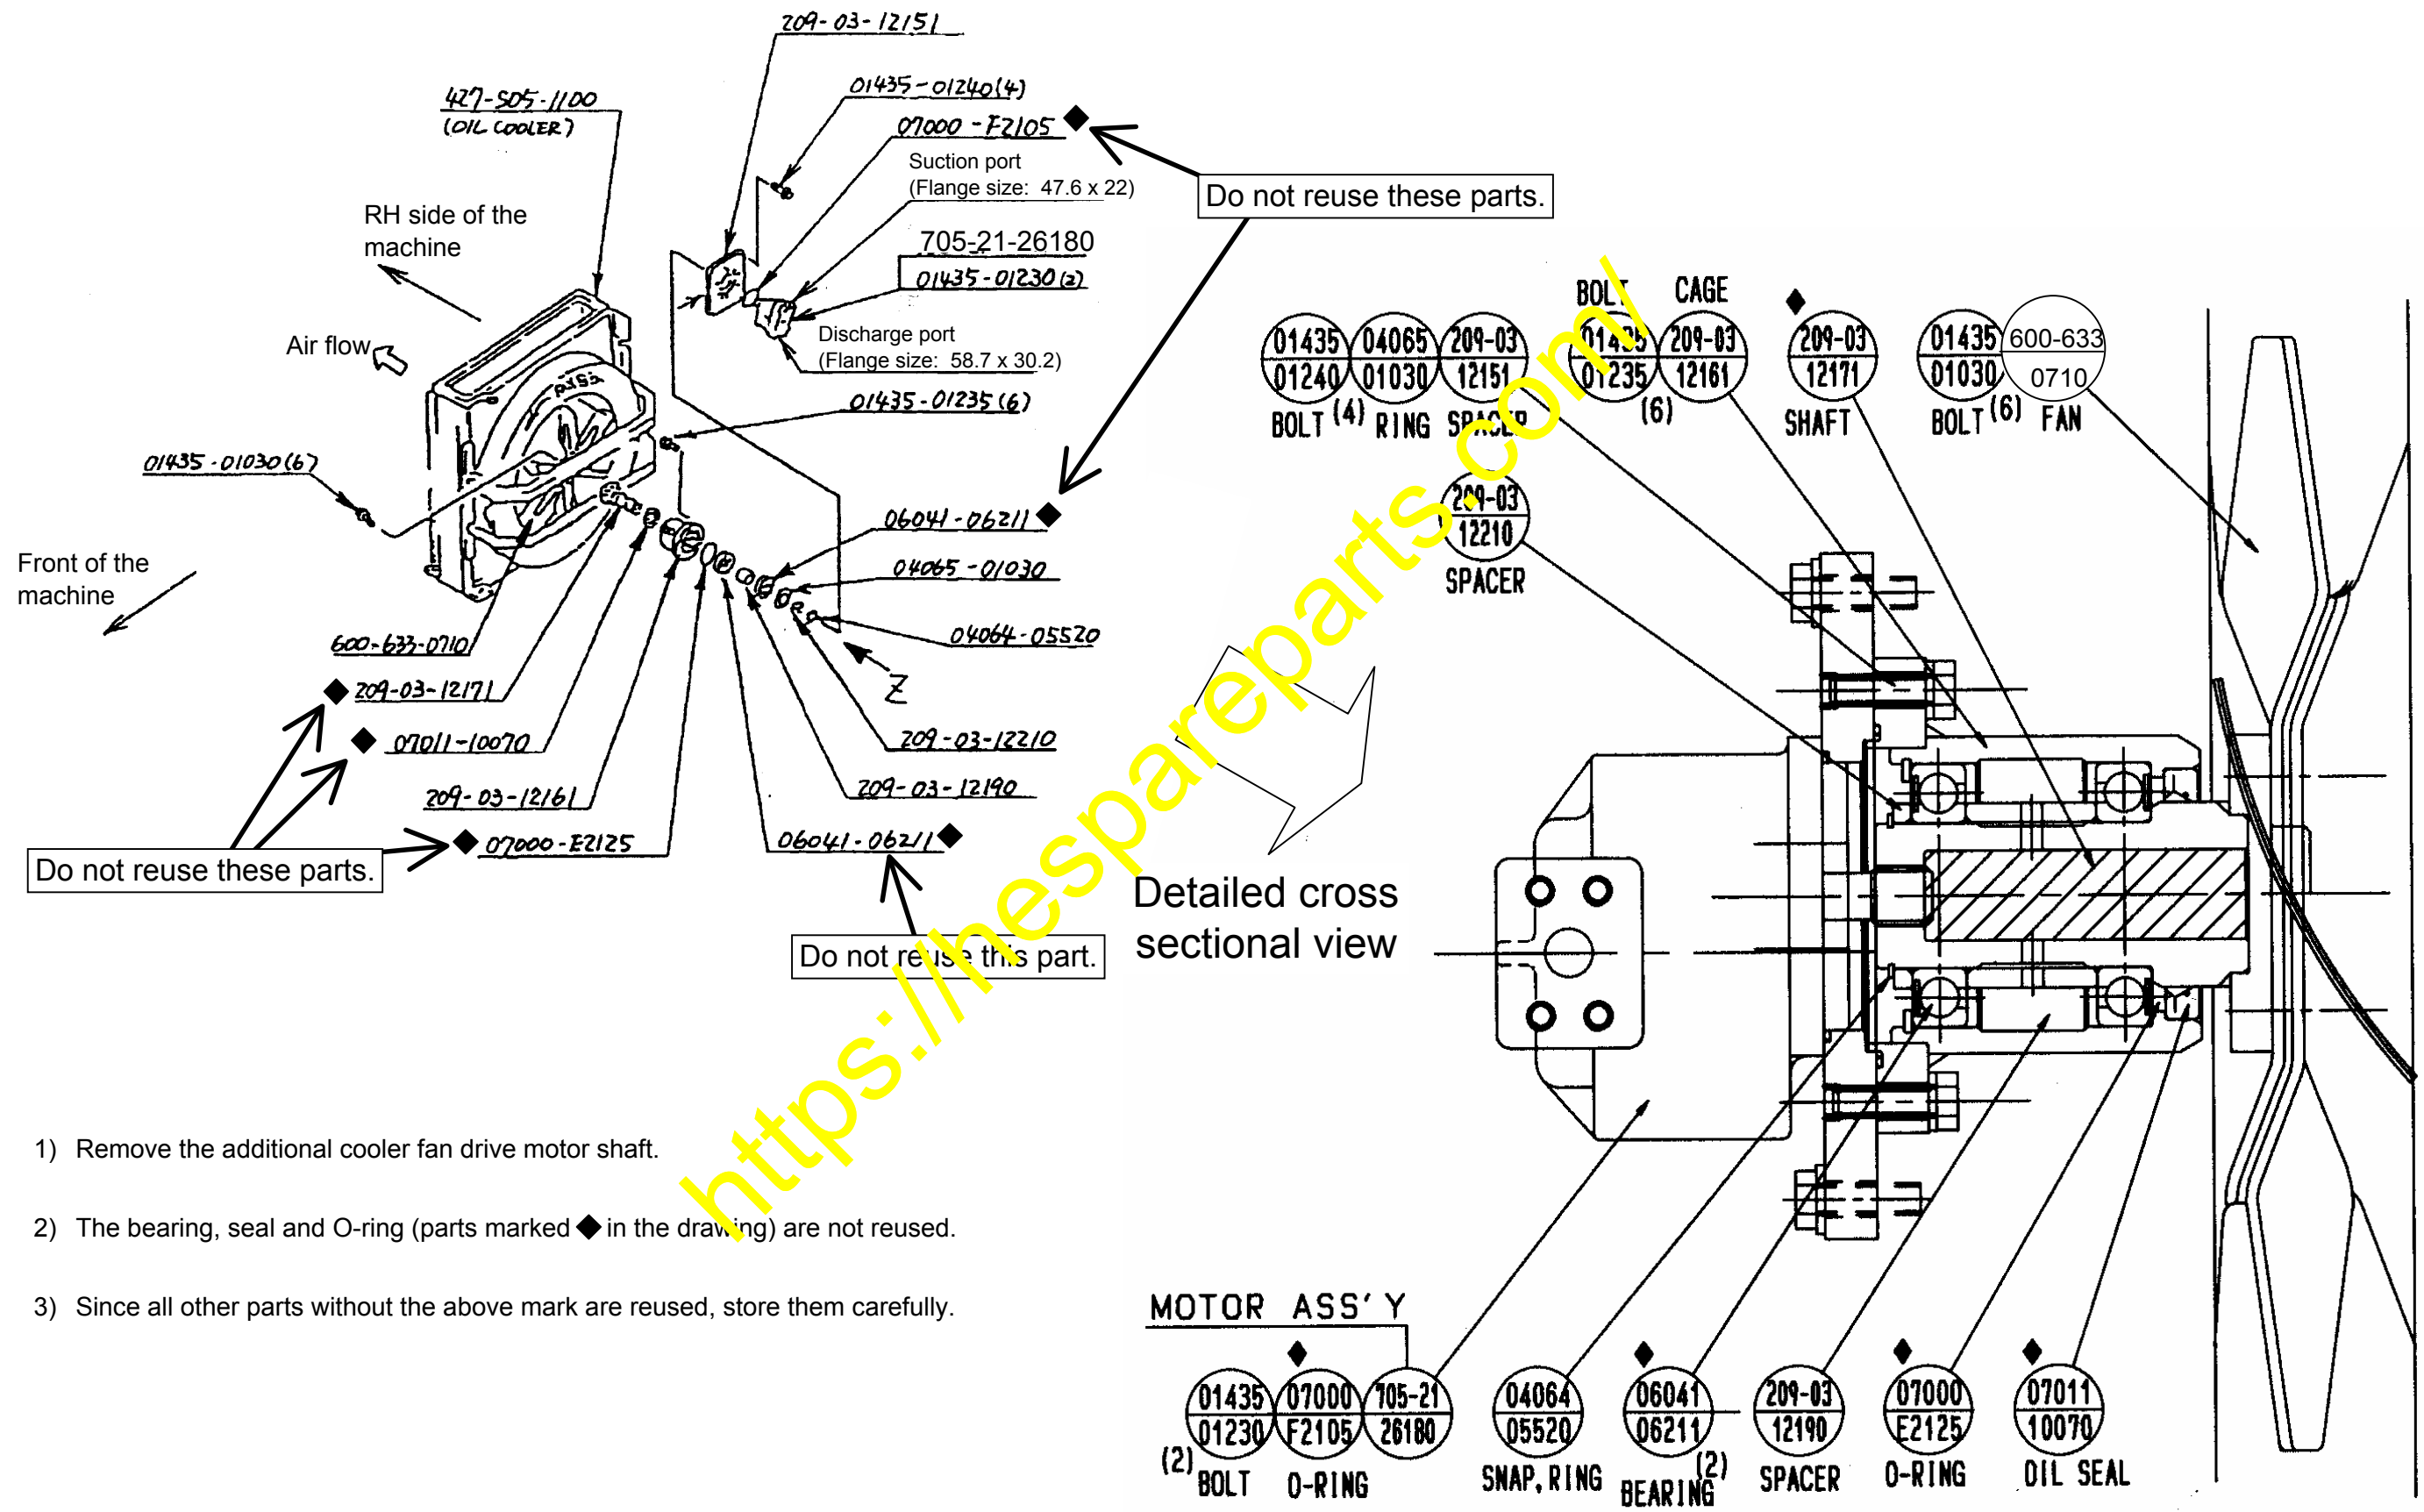 209-03-12151
01435-01240(4)
427-S05-1100
(OIL COOLER)
07000-F2105 ◆
Suction port
(Flange size: 47.6 x 22)
Do not reuse these parts.
RH side of the
machine
705-21-26180
01435-01230(2)
Air flow
Discharge port
(Flange size: 58.7 x 30.2)
01435-01235(6)
01435-01030(6)
06041-06211 ◆
Front of the
machine
04065-01030
04064-05520
600-633-0710
Z
◆ 209-03-12171
◆ 07011-10070
209-03-12210
209-03-12190
209-03-12161
◆ 07000-E2125
06041-06211 ◆
Do not reuse these parts.
Do not reuse this part.
Detailed cross
sectional view
BOLT CAGE ◆
01435 04065 209-03 01435 209-03 209-03 01435 600-633
01240 01030 12151 01235 12161 12171 01030 0710
BOLT (4) RING SPACER (6) SHAFT BOLT (6) FAN
209-03
12210
SPACER
1) Remove the additional cooler fan drive motor shaft.
2) The bearing, seal and O-ring (parts marked ◆ in the drawing) are not reused.
3) Since all other parts without the above mark are reused, store them carefully.
MOTOR ASS'Y
◆ ◆ ◆ ◆
01435 07000 705-21 04064 06041 209-03 07000 07011
01230 F2105 26180 05520 06211 12190 E2125 10070
(2) BOLT O-RING SNAP,RING BEARING (2) SPACER O-RING OIL SEAL
https://hespareparts.com/